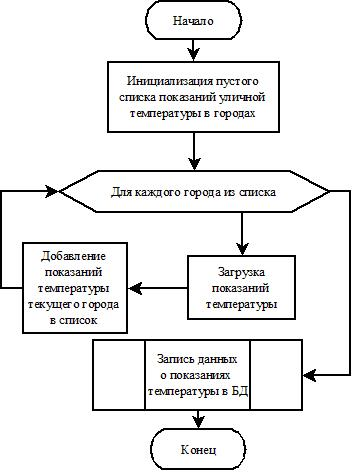 Начало
Инициализация пустого
списка показаний уличной
температуры в городах
Для каждого города из списка
Добавление
показаний
температуры
текущего города
в список
Загрузка
показаний
температуры
Запись данных
о показаниях
температуры в БД
Конец